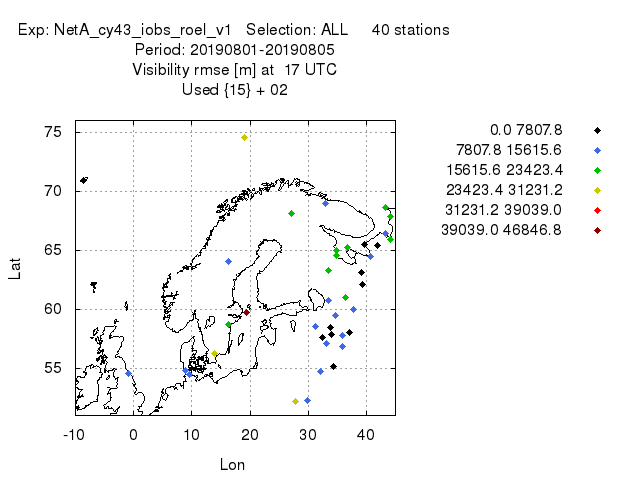 Exp: NetA_cy43_iobs_roel_v1 Selection: ALL 40 stations
Period: 20190801-20190805
Visibility rmse [m] at 17 UTC
Used {15} + 02
0.0 7807.8
7807.8 15615.6
15615.6 23423.4
23423.4 31231.2
31231.2 39039.0
39039.0 46846.8
75
70
65
60
55
Lat
-10 0 10 20 30 40
Lon